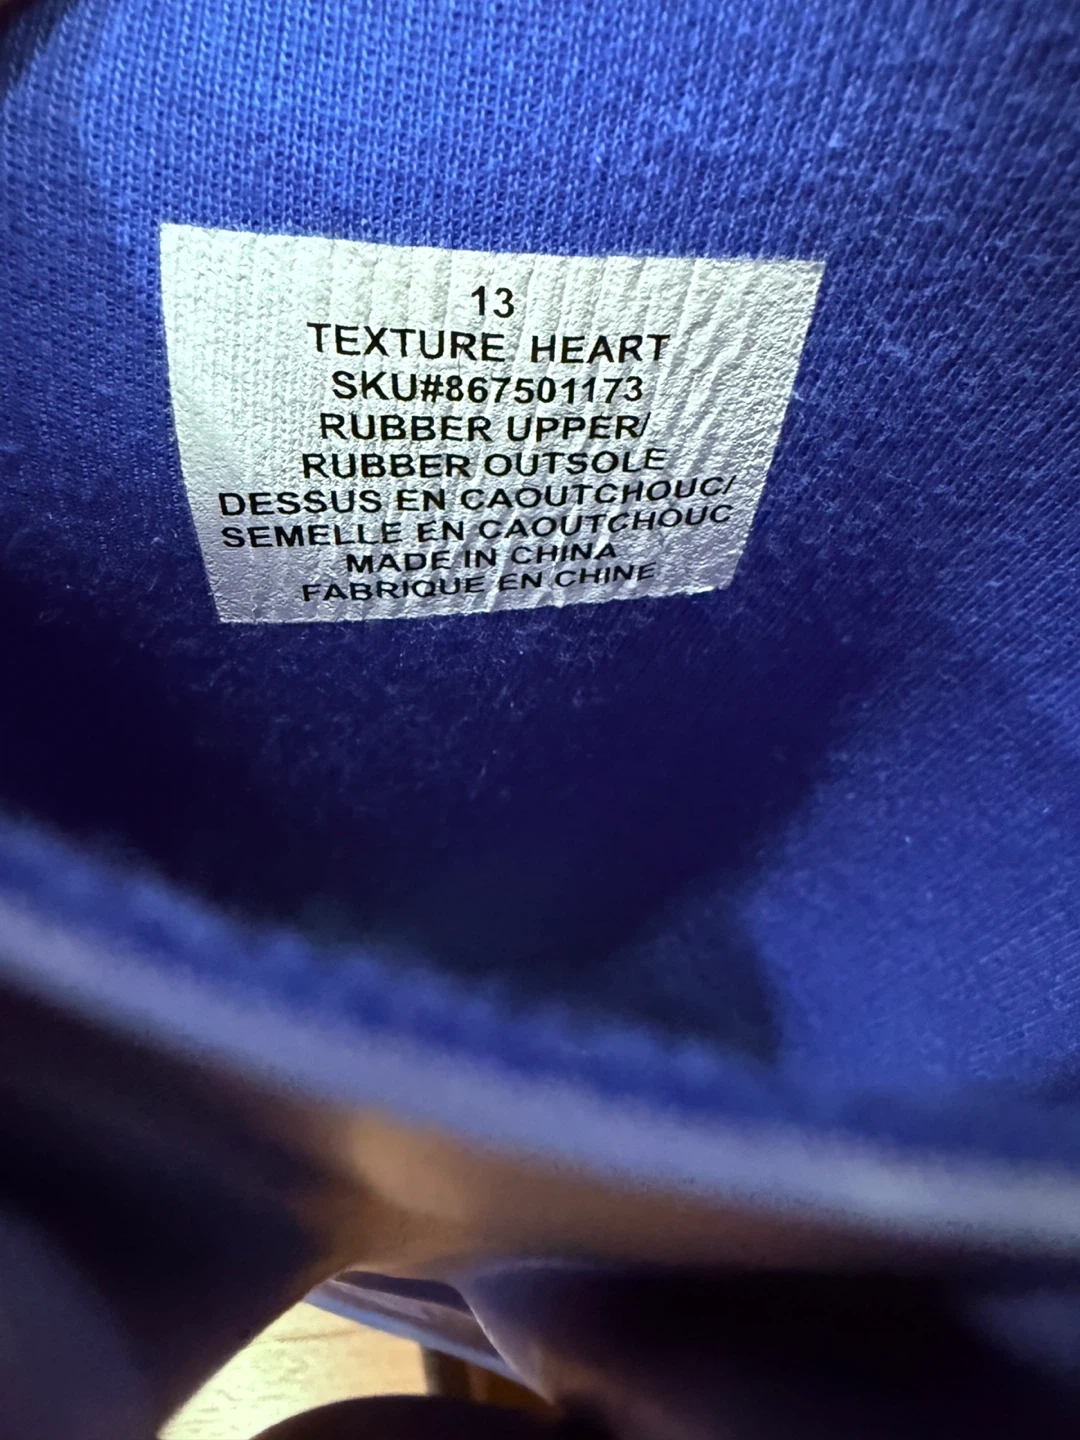 13
TEXTURE HEART
SKU#867501173
RUBBER UPPER/
RUBBER OUTSOLE
DESSUS EN CAOUTCHOUC/
SEMELLE EN CAOUTCHOUC
MADE IN CHINA
FABRIQUE EN CHINE